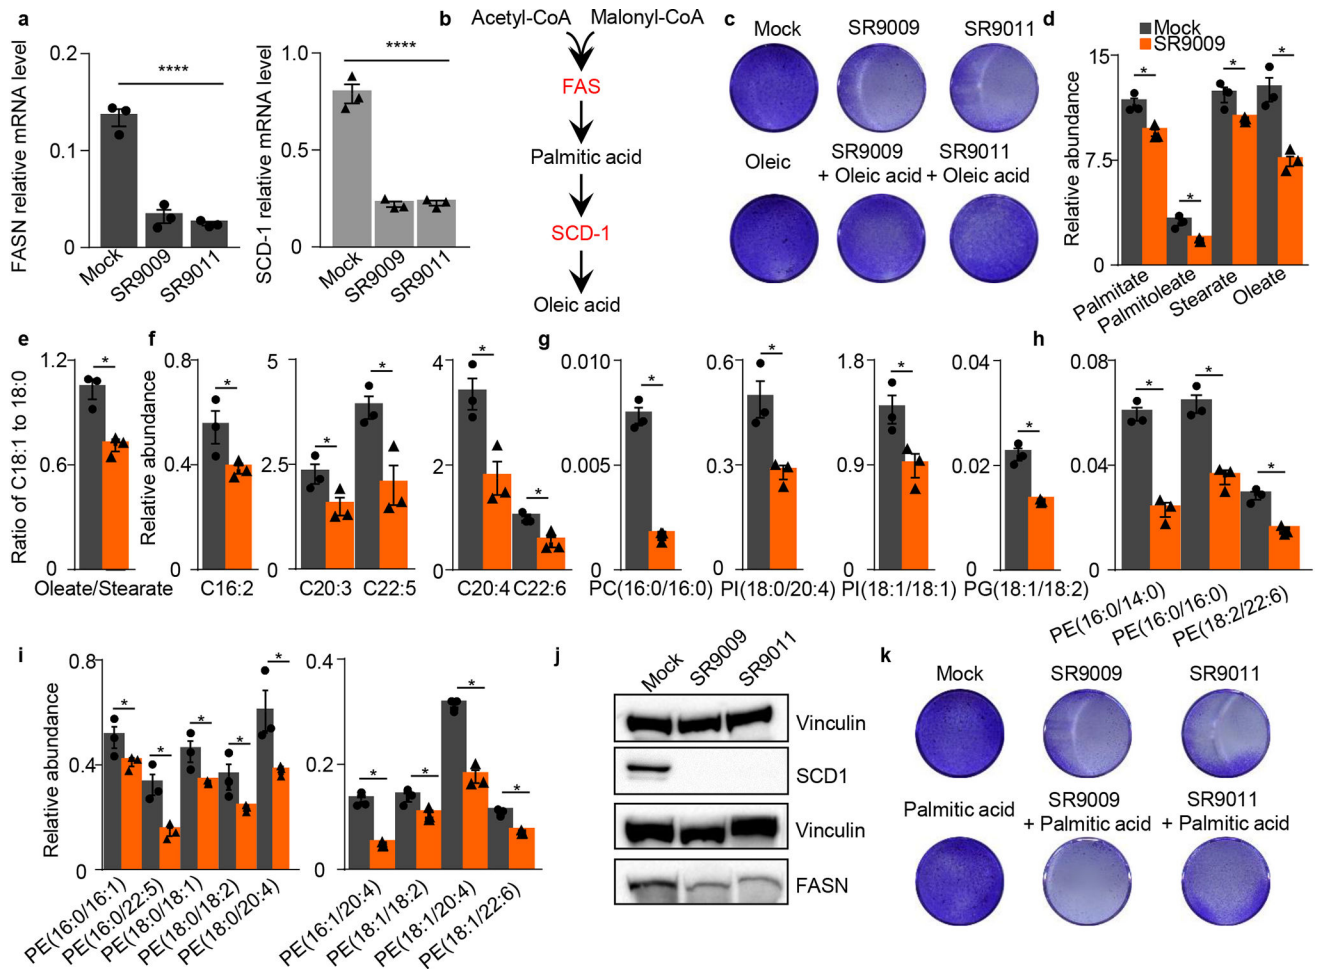 a
FASN relative mRNA level
0.2
0.1
0
****
Mock
SR9009
SR9011
SCD-1 relative mRNA level
1.0
0.5
0
****
Mock
SR9009
SR9011
b
Acetyl-CoA Malonyl-CoA
FAS
Palmitic acid
SCD-1
Oleic acid
c
Mock SR9009 SR9011
Oleic
SR9009
+ Oleic acid
SR9011
+ Oleic acid
d
Mock
SR9009
Relative abundance
15
7.5
0
* * * *
Palmitate
Palmitoleate
Stearate
Oleate
e
Ratio of C18:1 to 18:0
1.2
0.6
0
*
Oleate/Stearate
f
Relative abundance
0.8
0.4
0
*
C16:2
5
2.5
0
* *
C20:3 C22:5
4
2
0
* *
C20:4 C22:6
g
0.010
0.005
0
*
PC(16:0/16:0)
0.6
0.3
0
*
PI(18:0/20:4)
1.8
0.9
0
*
PI(18:1/18:1)
0.04
0.02
0
*
PG(18:1/18:2)
h
0.08
0.04
0
* * *
PE(16:0/14:0)
PE(16:0/16:0)
PE(18:2/22:6)
i
Relative abundance
0.8
0.4
0
* * * * *
PE(16:0/16:1)
PE(16:0/22:5)
PE(18:0/18:1)
PE(18:0/18:2)
PE(18:0/20:4)
0.4
0.2
0
* * * *
PE(16:1/20:4)
PE(18:1/18:2)
PE(18:1/20:4)
PE(18:1/22:6)
j
Mock
SR9009
SR9011
Vinculin
SCD1
Vinculin
FASN
k
Mock SR9009 SR9011
Palmitic acid
SR9009
+ Palmitic acid
SR9011
+ Palmitic acid